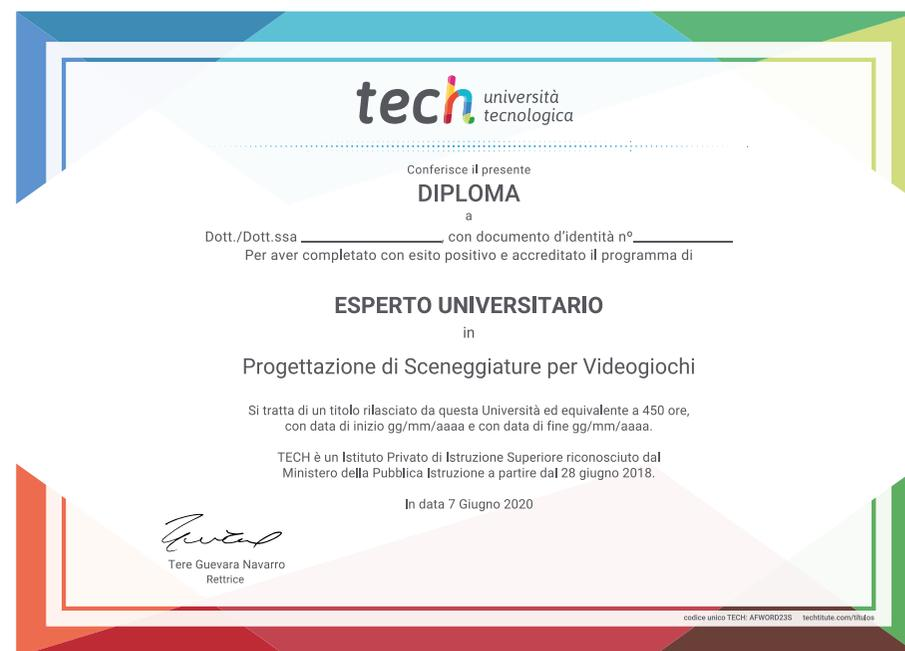 tech università
tecnologica
Conferisce il presente
DIPLOMA
a
Dott./Dott.ssa ________________, con documento d'identità nº____________
Per aver completato con esito positivo e accreditato il programma di
ESPERTO UNIVERSITARIO
in
Progettazione di Sceneggiature per Videogiochi
Si tratta di un titolo rilasciato da questa Università ed equivalente a 450 ore,
con data di inizio gg/mm/aaaa e con data di fine gg/mm/aaaa.
TECH è un Istituto Privato di Istruzione Superiore riconosciuto dal
Ministero della Pubblica Istruzione a partire dal 28 giugno 2018.
In data 7 Giugno 2020
Tere Guevara Navarro
Rettrice
codice unico TECH: AFWORD23S techtitute.com/titulos